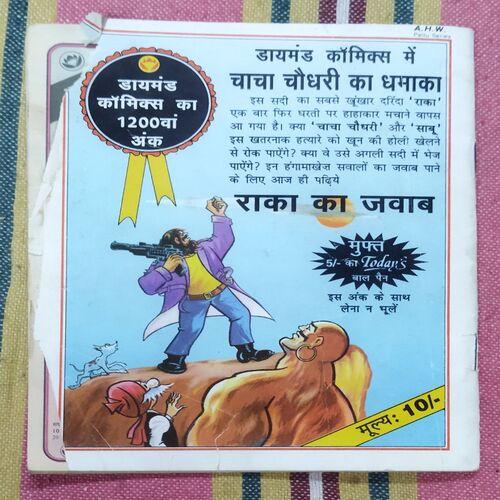 A.H.W.
डायमंड
कॉमिक्स का
1200वां
अंक
डायमंड कॉमिक्स में
चाचा चौधरी का धमाका
इस सदी का सबसे खूंखार दरिंदा 'राका'
एक बार फिर धरती पर हाहाकार मचाने वापस
आ गया है। क्या 'चाचा चौधरी' और 'साबू'
इस खतरनाक हत्यारे को खून की होली खेलने
से रोक पाऐंगे? क्या वे उसे अगली सदी में भेज
पाऐंगे? इन हंगामाखेज सवालों का जवाब पाने
के लिए आज ही पढ़िये
राका का जवाब
मुफ्त
5/- का Today's
बाल पैन
इस अंक के साथ
लेना न भूलें
मूल्य: 10/-